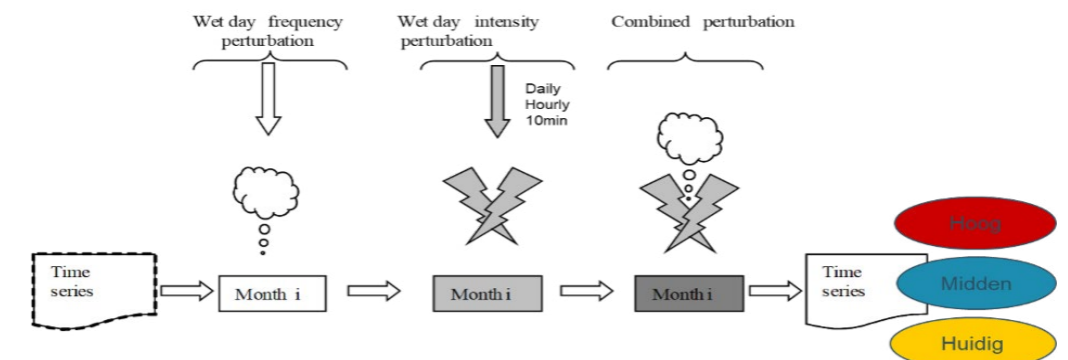 Wet day frequency
perturbation
Wet day intensity
perturbation
Combined perturbation
Daily
Hourly
10min
Time
series
Month i
Month i
Month i
Time
series
Hoog
Midden
Huidig